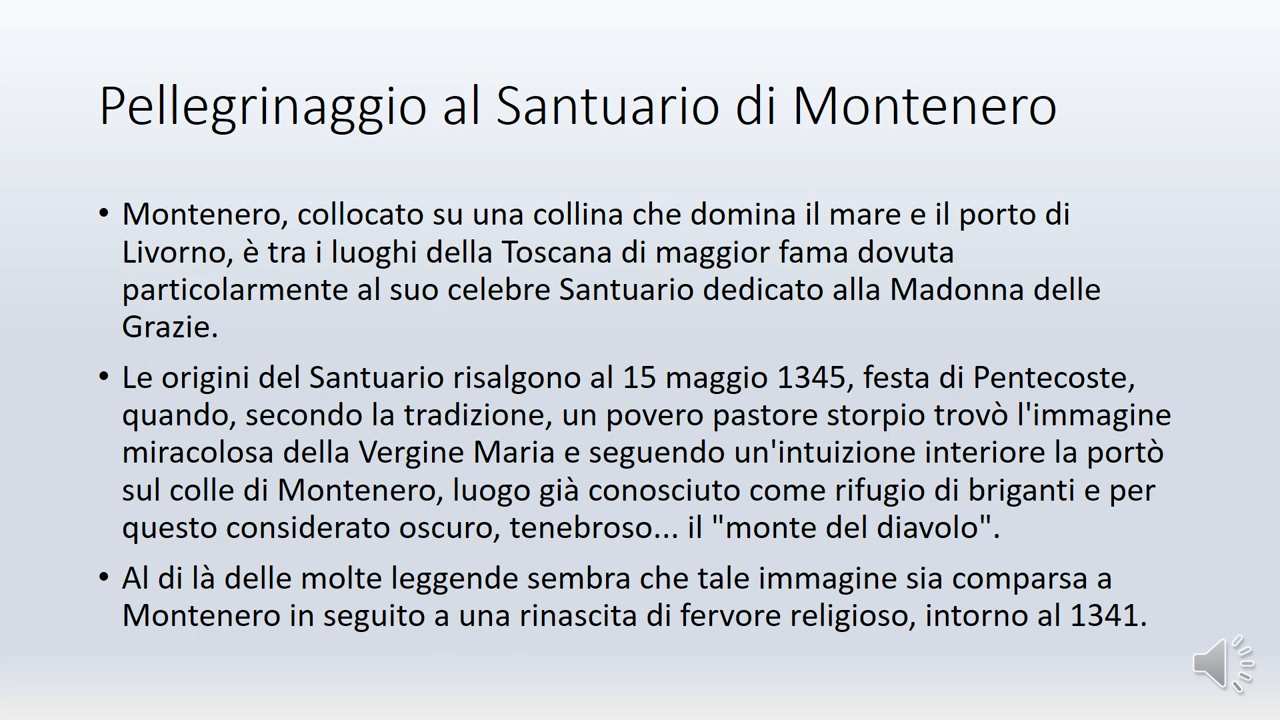 Pellegrinaggio al Santuario di Montenero
• Montenero, collocato su una collina che domina il mare e il porto di
Livorno, è tra i luoghi della Toscana di maggior fama dovuta
particolarmente al suo celebre Santuario dedicato alla Madonna delle
Grazie.
• Le origini del Santuario risalgono al 15 maggio 1345, festa di Pentecoste,
quando, secondo la tradizione, un povero pastore storpio trovò l'immagine
miracolosa della Vergine Maria e seguendo un'intuizione interiore la portò
sul colle di Montenero, luogo già conosciuto come rifugio di briganti e per
questo considerato oscuro, tenebroso... il "monte del diavolo".
• Al di là delle molte leggende sembra che tale immagine sia comparsa a
Montenero in seguito a una rinascita di fervore religioso, intorno al 1341.